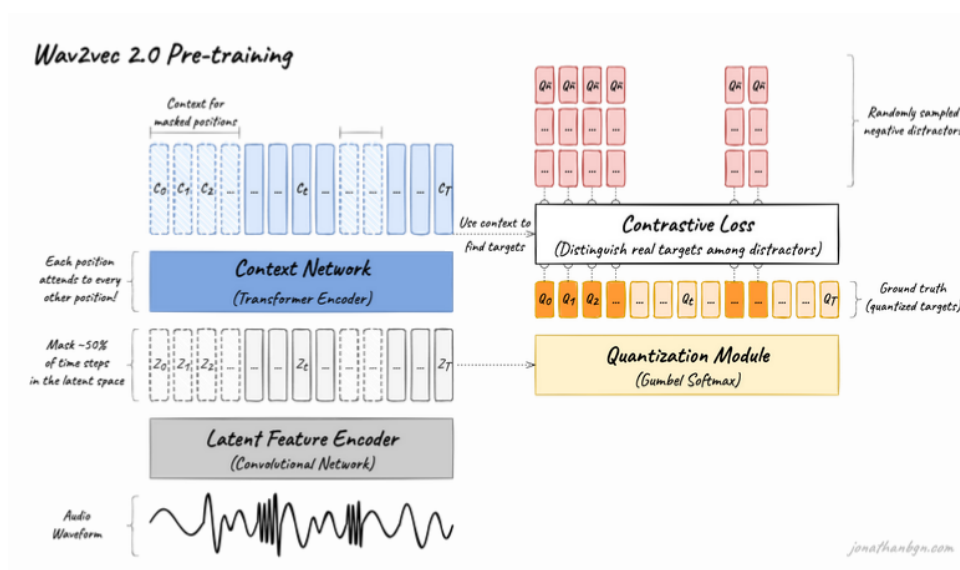 Wav2vec 2.0 Pre-training
Context for
masked positions
C₀ C₁ C₂ ... ... ... Cₜ ... ... ... ... ... C_T
Each position
attends to every
other position!
Context Network
(Transformer Encoder)
Mask ~50%
of time steps
in the latent space
Z₀ Z₁ Z₂ ... ... ... Zₜ ... ... ... ... ... Z_T
Latent Feature Encoder
(Convolutional Network)
Audio
Waveform
Use context to
find targets
Qñ Qñ Qñ Qñ Qñ Qñ
... ... ... ... ... ...
... ... ... ... ... ...
Randomly sampled
negative distractors
Contrastive Loss
(Distinguish real targets among distractors)
Q₀ Q₁ Q₂ ... ... ... Qₜ ... ... ... ... ... Q_T
Ground truth
(quantized targets)
Quantization Module
(Gumbel Softmax)
jonathanbgn.com